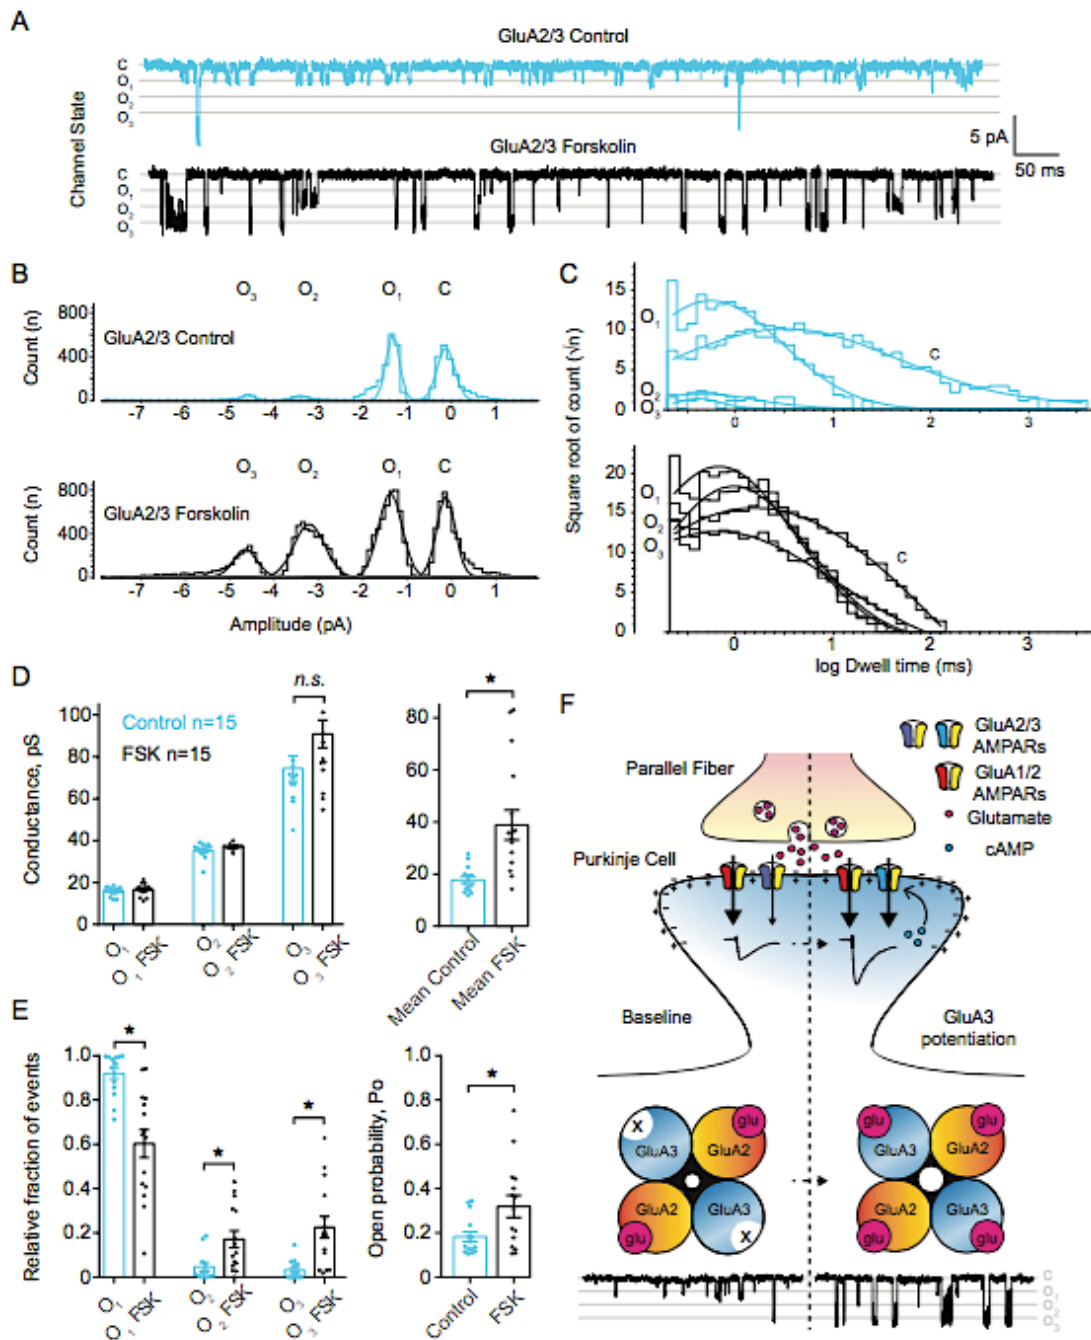 A
GluA2/3 Control
C
O1
O2
O3
Channel State
GluA2/3 Forskolin
C
O1
O2
O3
5 pA
50 ms
B
O3 O2 O1 C
800
400
0
Count (n)
GluA2/3 Control
-7 -6 -5 -4 -3 -2 -1 0
O3 O2 O1 C
800
400
0
Count (n)
GluA2/3 Forskolin
-7 -6 -5 -4 -3 -2 -1 0
Amplitude (pA)
C
15
10
5
0
O1
C
O2
O3
0 1 2 3
Square root of count (√n)
20
15
10
5
0
O1
O2
O3
C
0 1 2 3
log Dwell time (ms)
D
n.s.
100
80
60
40
20
0
Conductance, pS
Control n=15
FSK n=15
O1
O1 FSK
O2
O2 FSK
O3
O3 FSK
*
80
60
40
20
0
Mean Control
Mean FSK
E
* * *
1.0
0.8
0.6
0.4
0.2
0
Relative fraction of events
O1
O1 FSK
O2
O2 FSK
O3
O3 FSK
*
1.0
0.8
0.6
0.4
0.2
0
Open probability, Po
Control
FSK
F
GluA2/3
AMPARs
GluA1/2
AMPARs
Glutamate
cAMP
Parallel Fiber
Purkinje Cell
Baseline
GluA3
potentiation
X glu
GluA3 GluA2
GluA2 GluA3
glu X
glu glu
GluA3 GluA2
GluA2 GluA3
glu glu
C
O1
O2
O3